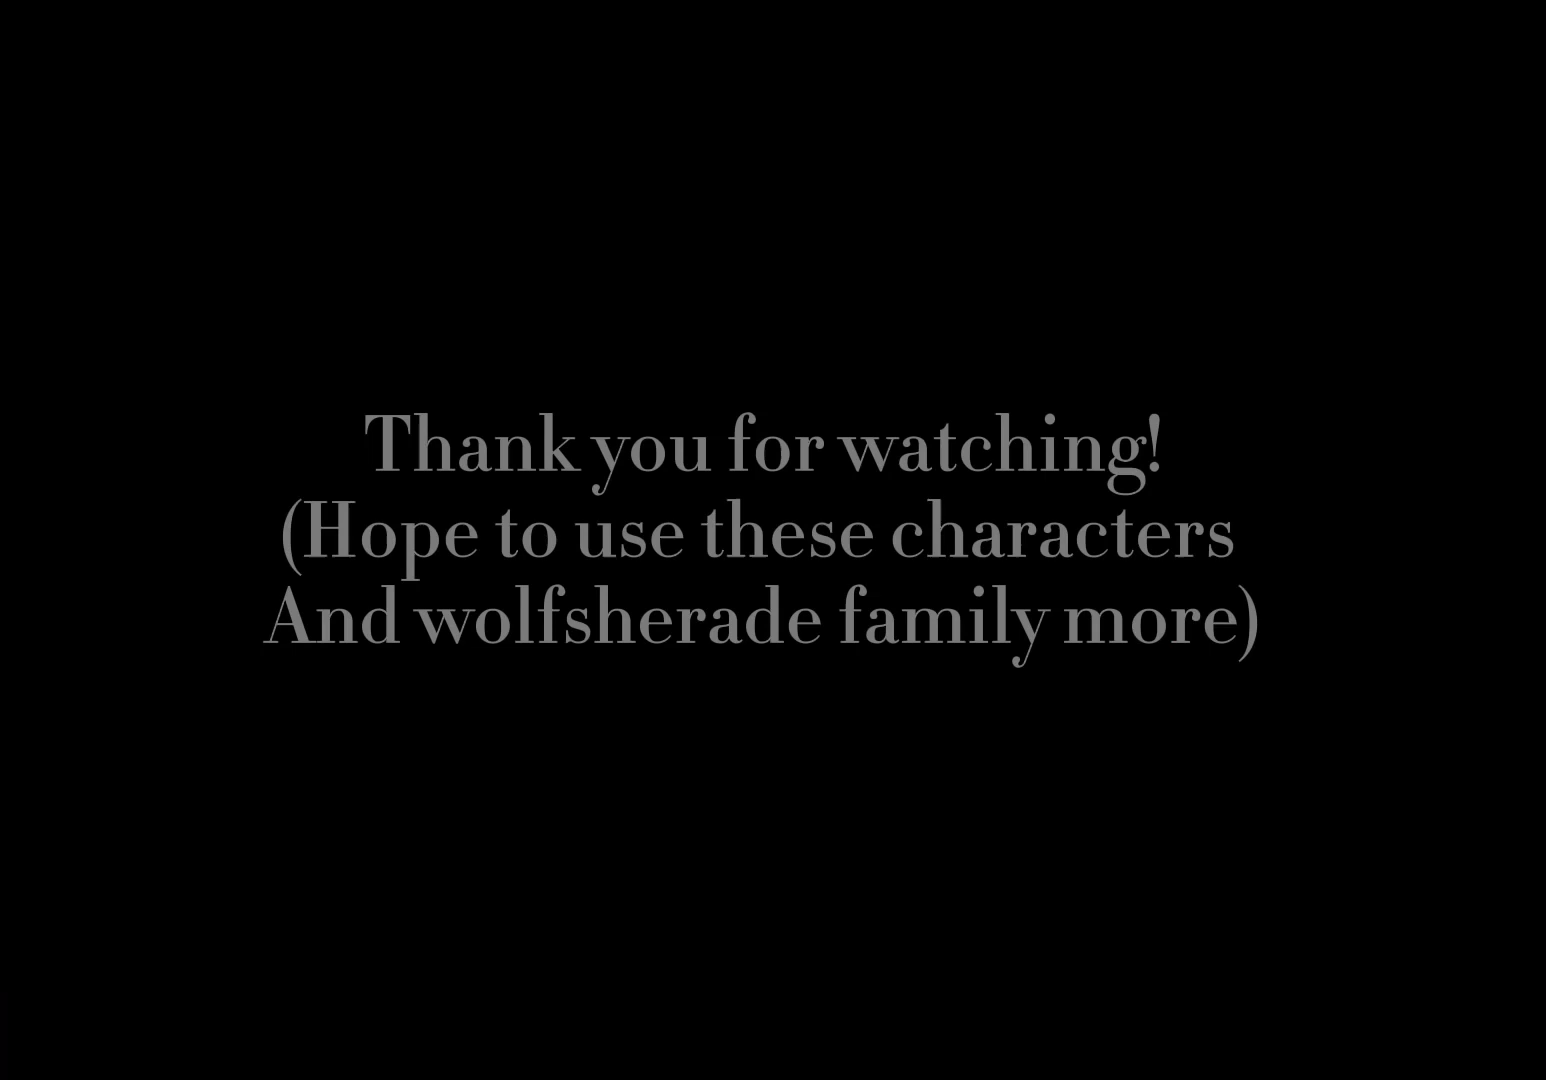 Thank you for watching!
(Hope to use these characters
And wolfsherade family more)